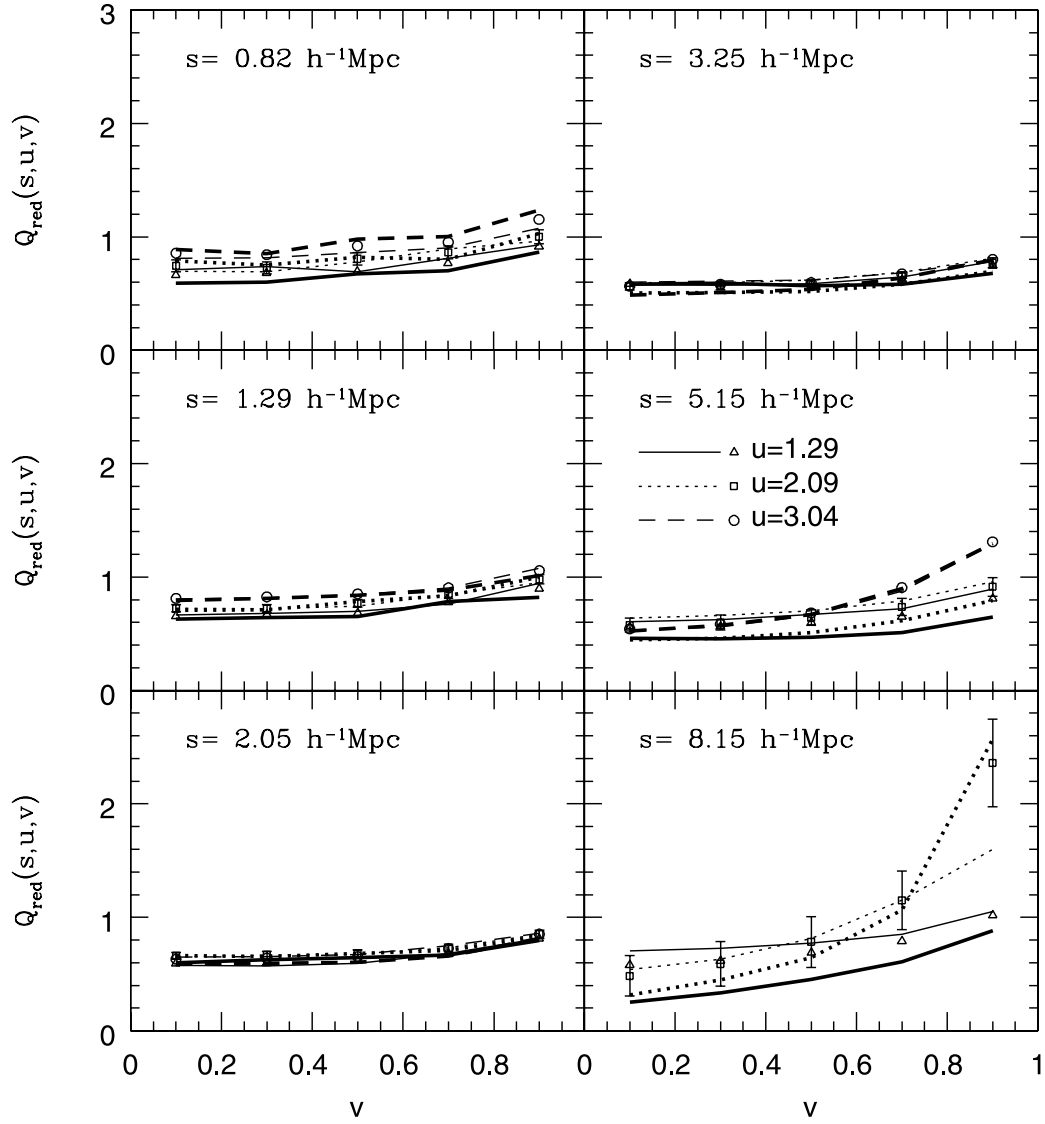 3
s= 0.82 h⁻¹Mpc
s= 3.25 h⁻¹Mpc
2
Q_red(s,u,v)
1
0
s= 1.29 h⁻¹Mpc
s= 5.15 h⁻¹Mpc
2
u=1.29
u=2.09
u=3.04
Q_red(s,u,v)
1
0
s= 2.05 h⁻¹Mpc
s= 8.15 h⁻¹Mpc
2
Q_red(s,u,v)
1
0
0 0.2 0.4 0.6 0.8 0 0.2 0.4 0.6 0.8 1
v v